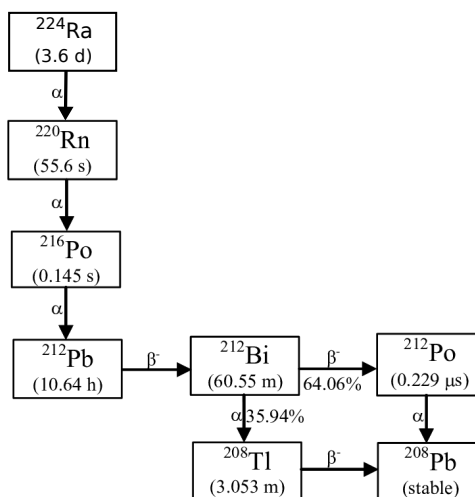 ²²⁴Ra
(3.6 d)
α
²²⁰Rn
(55.6 s)
α
²¹⁶Po
(0.145 s)
α
²¹²Pb
(10.64 h)
β⁻
²¹²Bi
(60.55 m)
β⁻
64.06%
²¹²Po
(0.229 μs)
α 35.94%
α
²⁰⁸Tl
(3.053 m)
β⁻
²⁰⁸Pb
(stable)